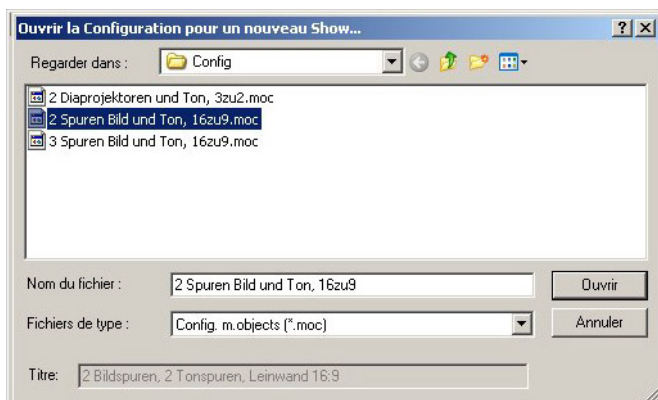 Ouvrir la Configuration pour un nouveau Show...
Regarder dans :
Config
2 Diaprojektoren und Ton, 3zu2.moc
2 Spuren Bild und Ton, 16zu9.moc
3 Spuren Bild und Ton, 16zu9.moc
Nom du fichier :
2 Spuren Bild und Ton, 16zu9
Ouvrir
Fichiers de type :
Config. m.objects (*.moc)
Annuler
Titre:
2 Bildspuren, 2 Tonspuren, Leinwand 16:9